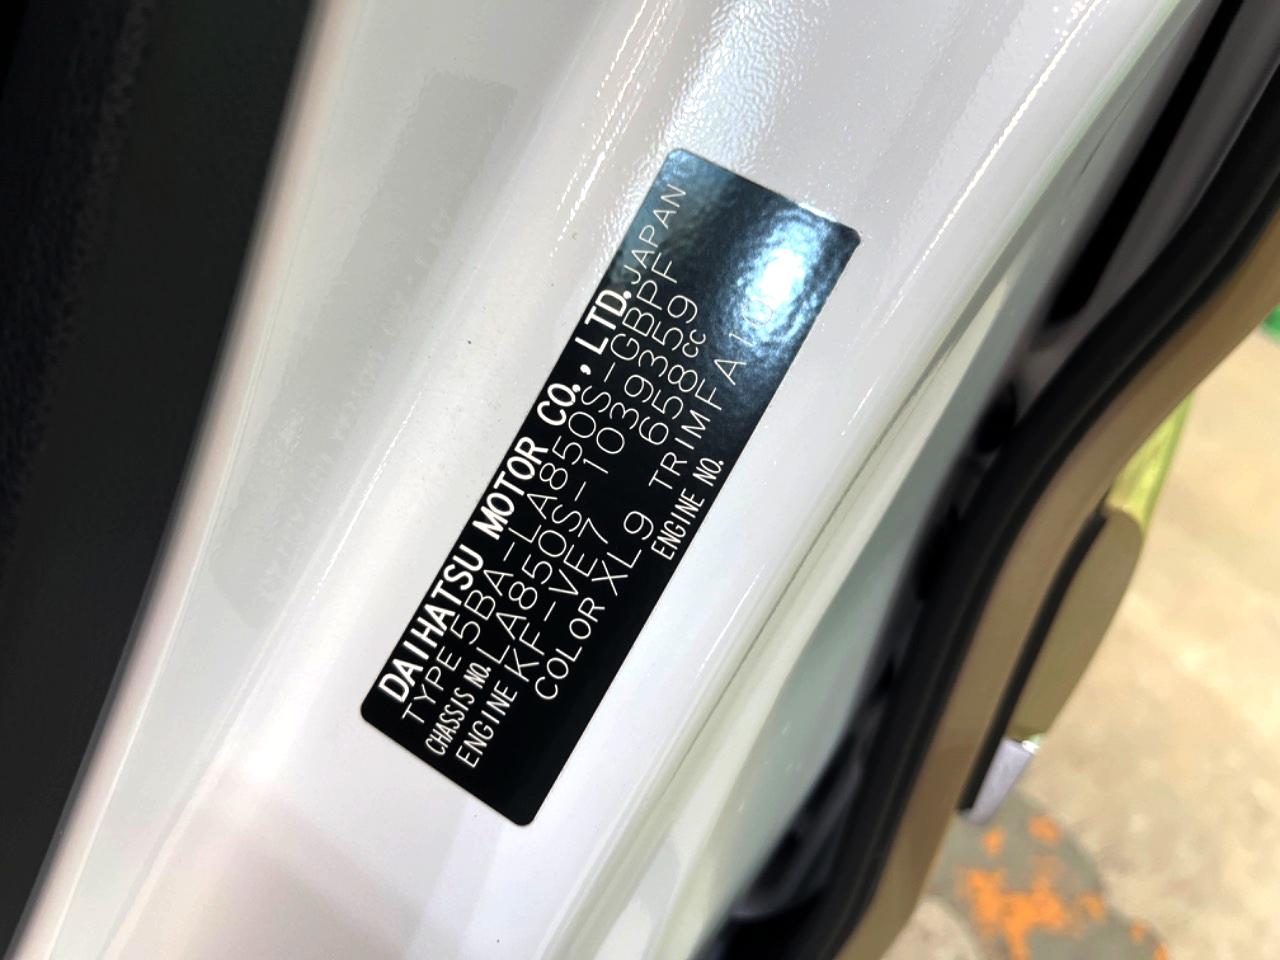 DAIHATSU MOTOR CO., LTD. JAPAN
TYPE 5BA-LA850S-GBPF
CHASSIS NO. LA850S-1039359
ENGINE KF-VE7 658cc
COLOR XL9 TRIM FA10
ENGINE NO.